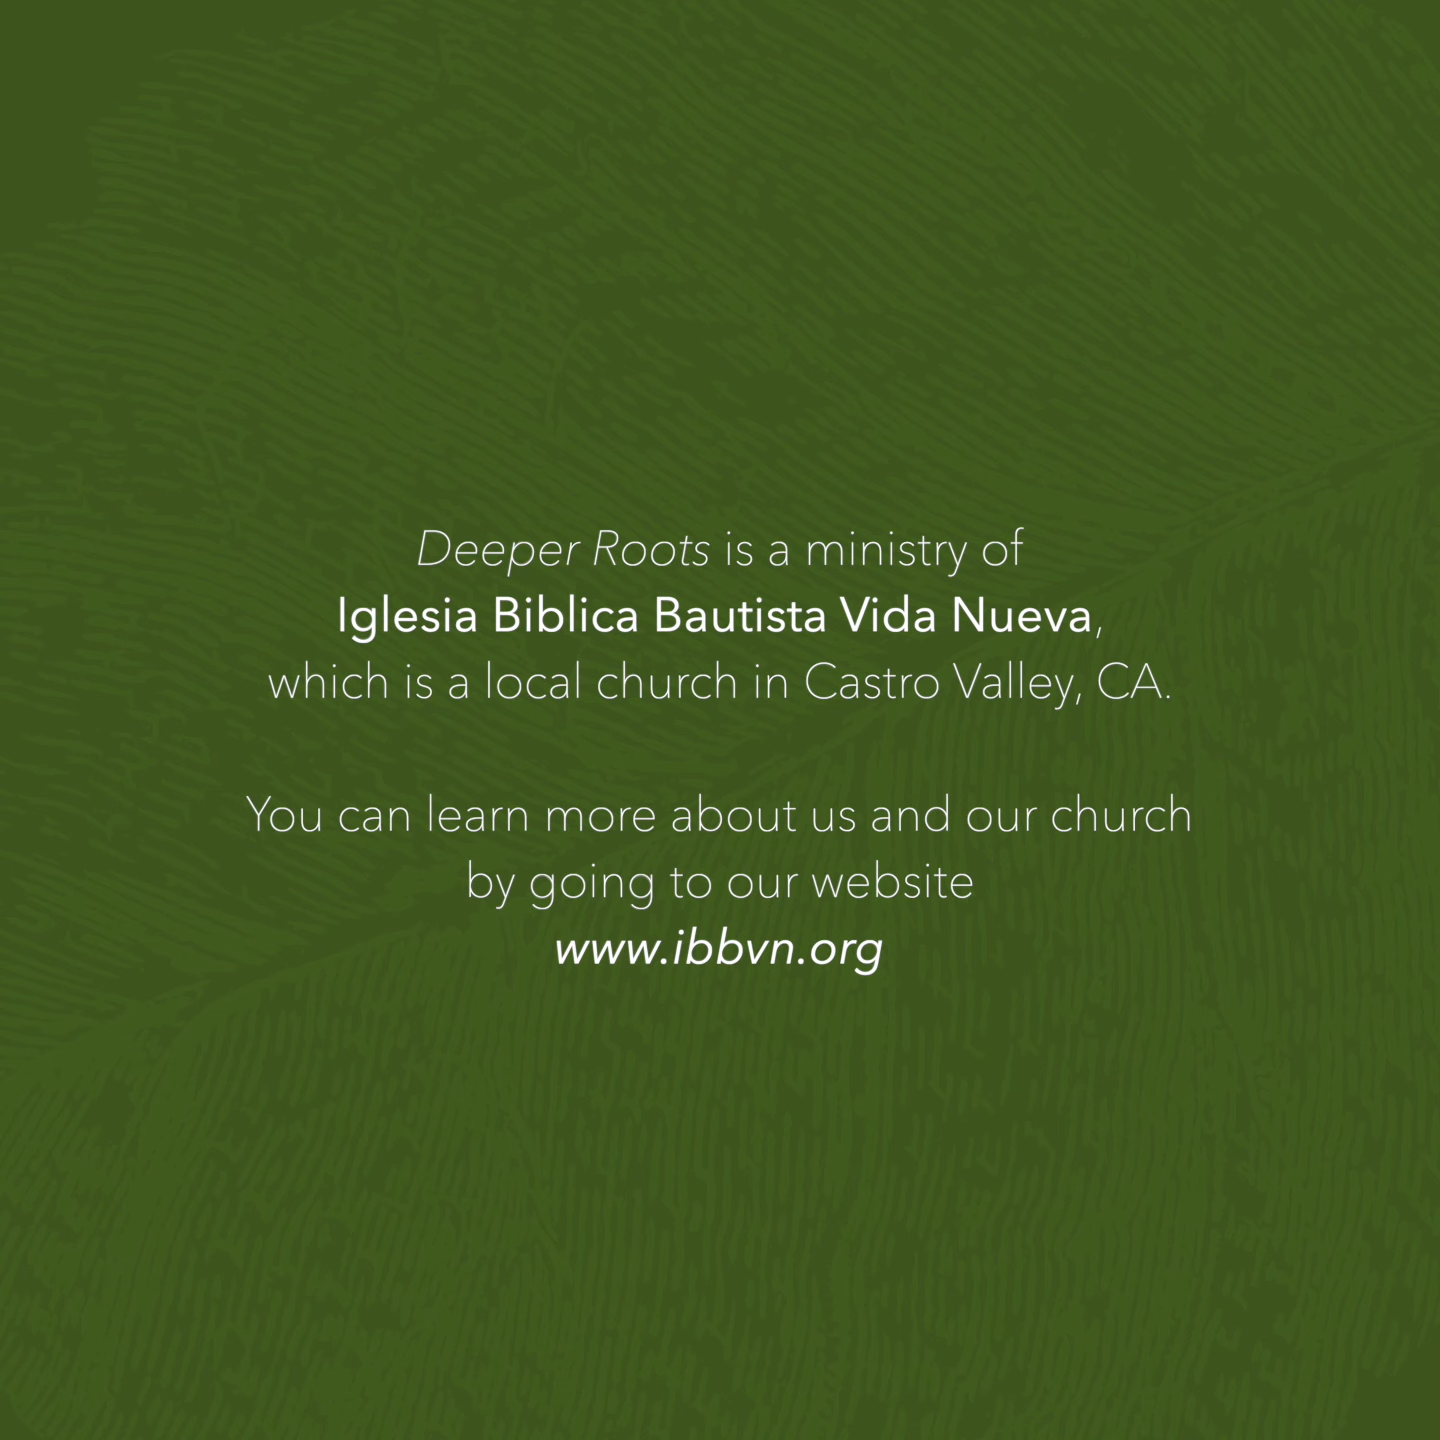 Deeper Roots is a ministry of
Iglesia Biblica Bautista Vida Nueva,
which is a local church in Castro Valley, CA.
You can learn more about us and our church
by going to our website
www.ibbvn.org